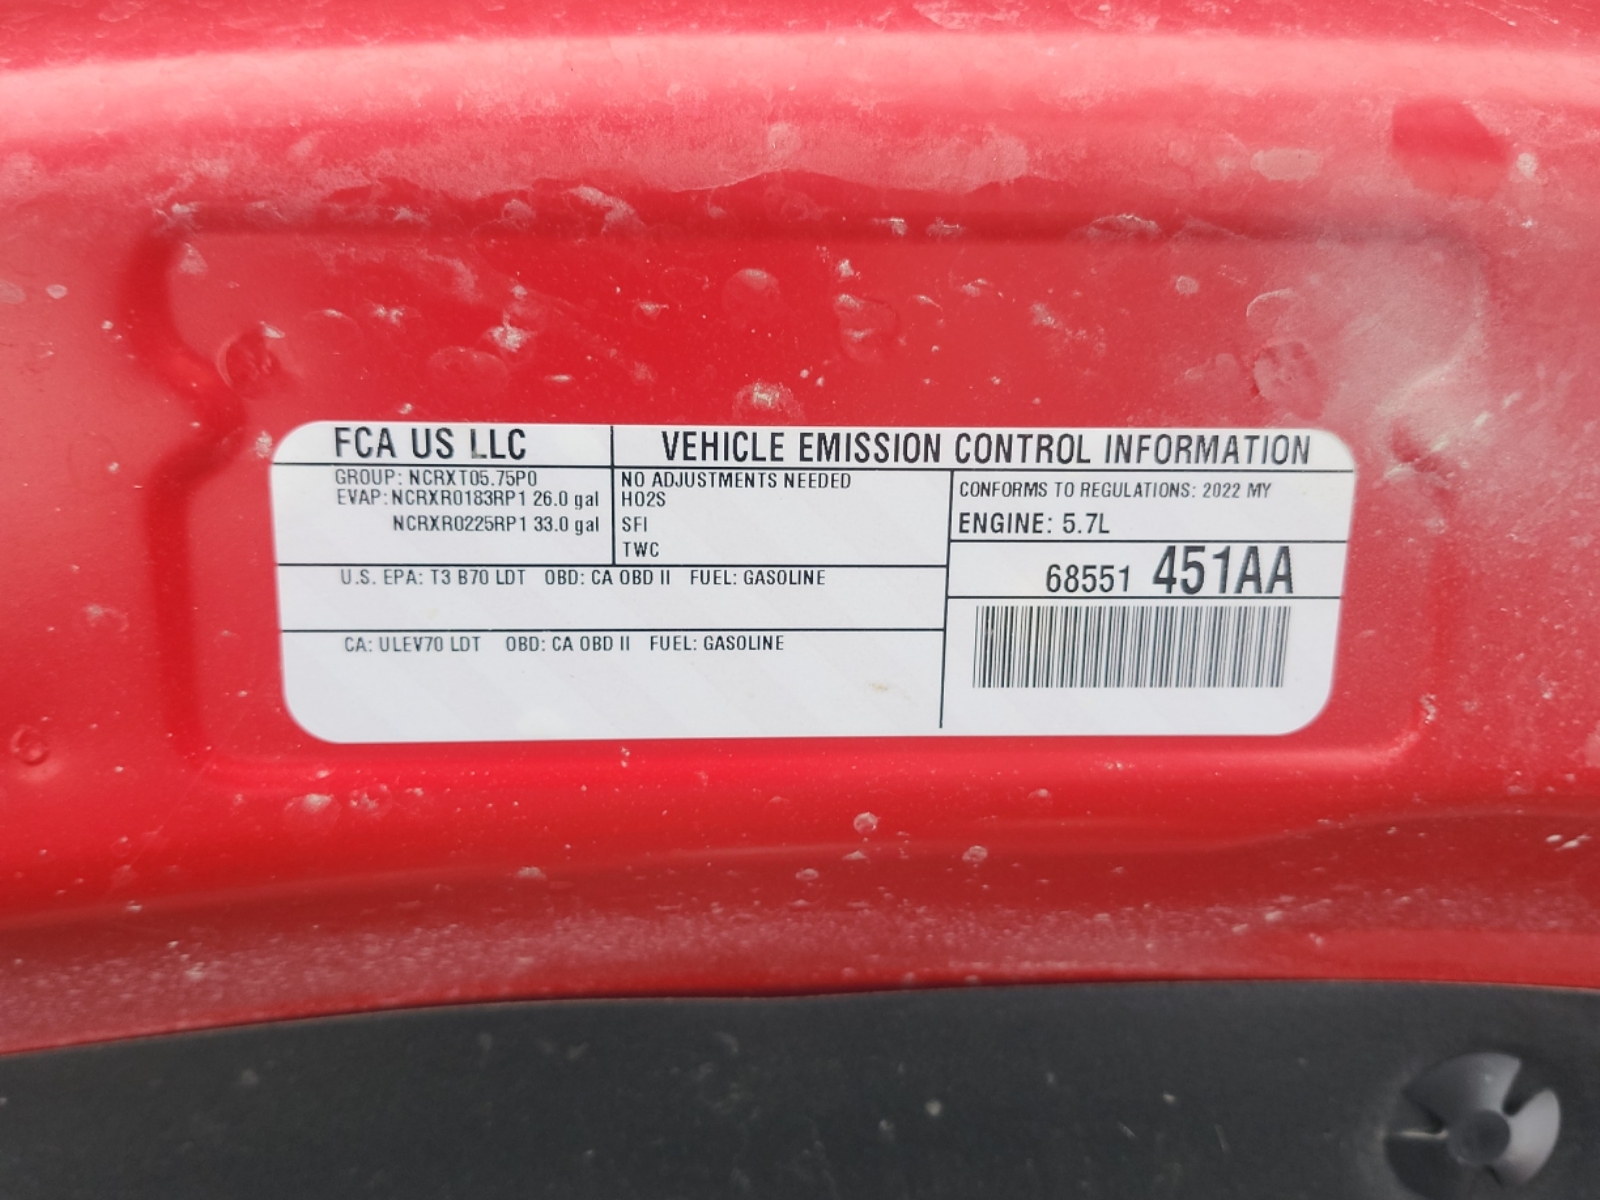 FCA US LLC
VEHICLE EMISSION CONTROL INFORMATION
GROUP: NCRXT05.75P0
EVAP: NCRXR0183RP1 26.0 gal
NCRXR0225RP1 33.0 gal
NO ADJUSTMENTS NEEDED
HO2S
SFI
TWC
CONFORMS TO REGULATIONS: 2022 MY
ENGINE: 5.7L
U.S. EPA: T3 B70 LDT OBD: CA OBD II FUEL: GASOLINE
68551 451AA
CA: ULEV70 LDT OBD: CA OBD II FUEL: GASOLINE